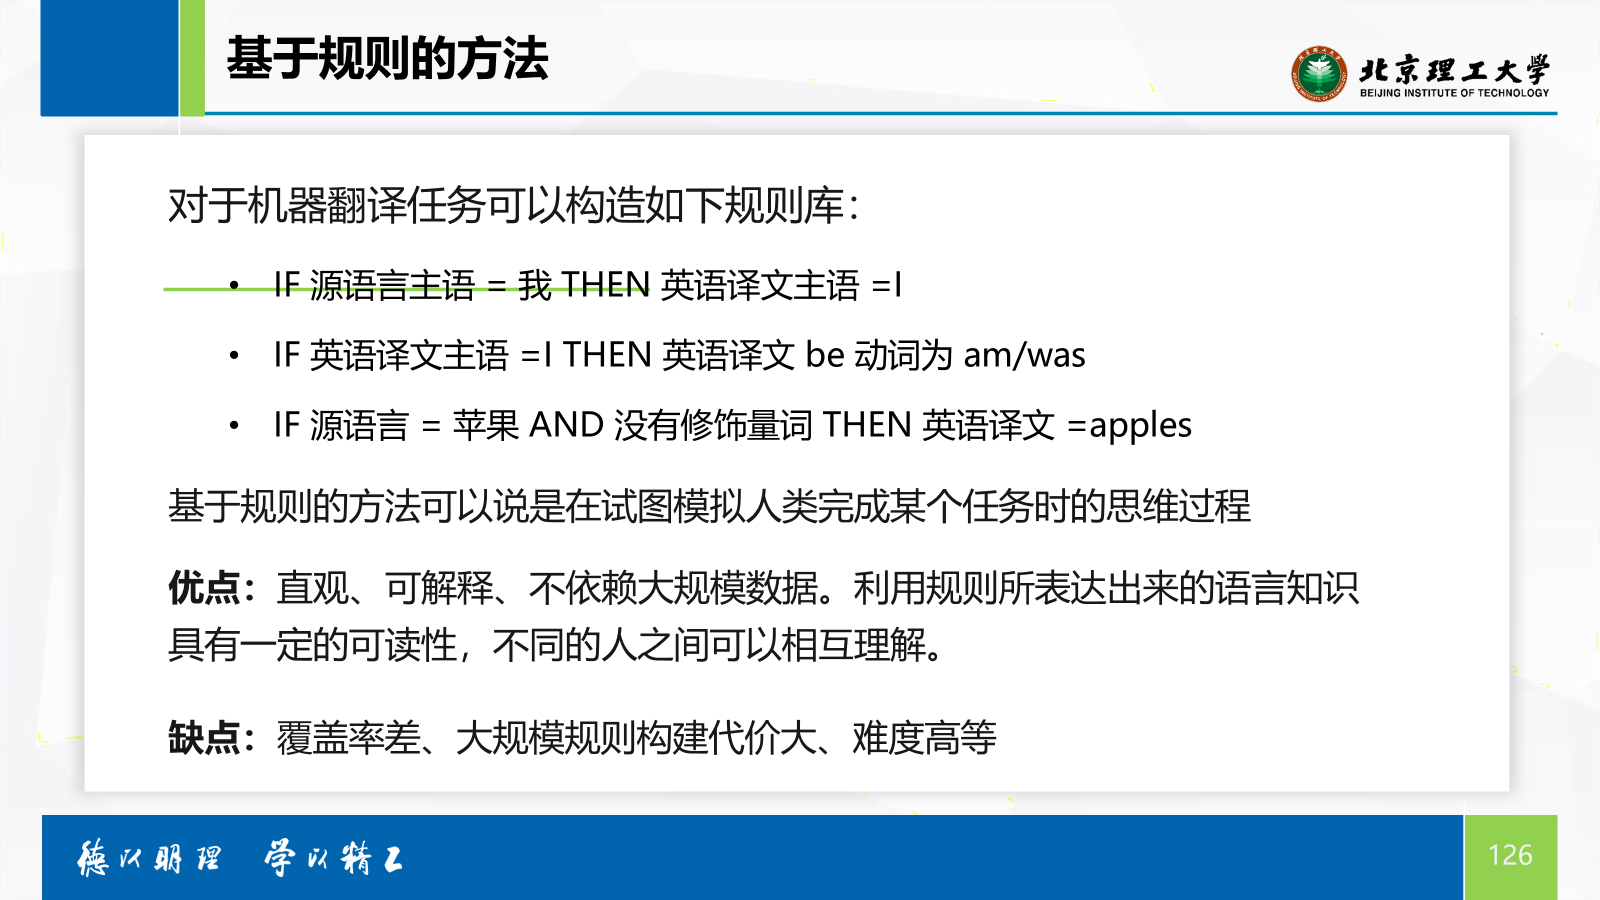 基于规则的方法
北京理工大学
BEIJING INSTITUTE OF TECHNOLOGY
对于机器翻译任务可以构造如下规则库：
• IF 源语言主语 = 我 THEN 英语译文主语 =I
• IF 英语译文主语 =I THEN 英语译文 be 动词为 am/was
• IF 源语言 = 苹果 AND 没有修饰量词 THEN 英语译文 =apples
基于规则的方法可以说是在试图模拟人类完成某个任务时的思维过程
优点：直观、可解释、不依赖大规模数据。利用规则所表达出来的语言知识
具有一定的可读性，不同的人之间可以相互理解。
缺点：覆盖率差、大规模规则构建代价大、难度高等
德以明理 学以精工
126